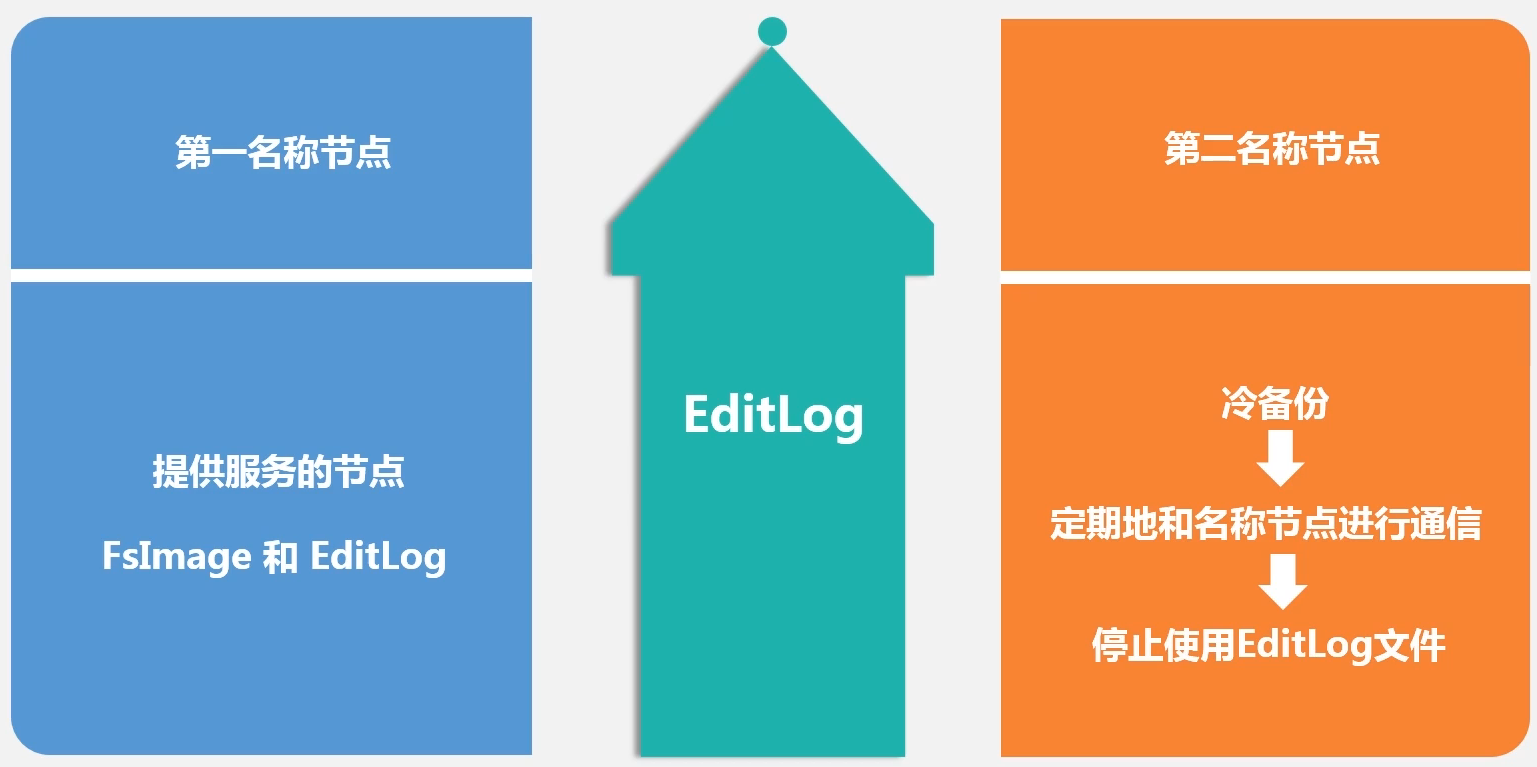 第一名称节点
提供服务的节点
FsImage 和 EditLog
EditLog
第二名称节点
冷备份
定期地和名称节点进行通信
停止使用EditLog文件